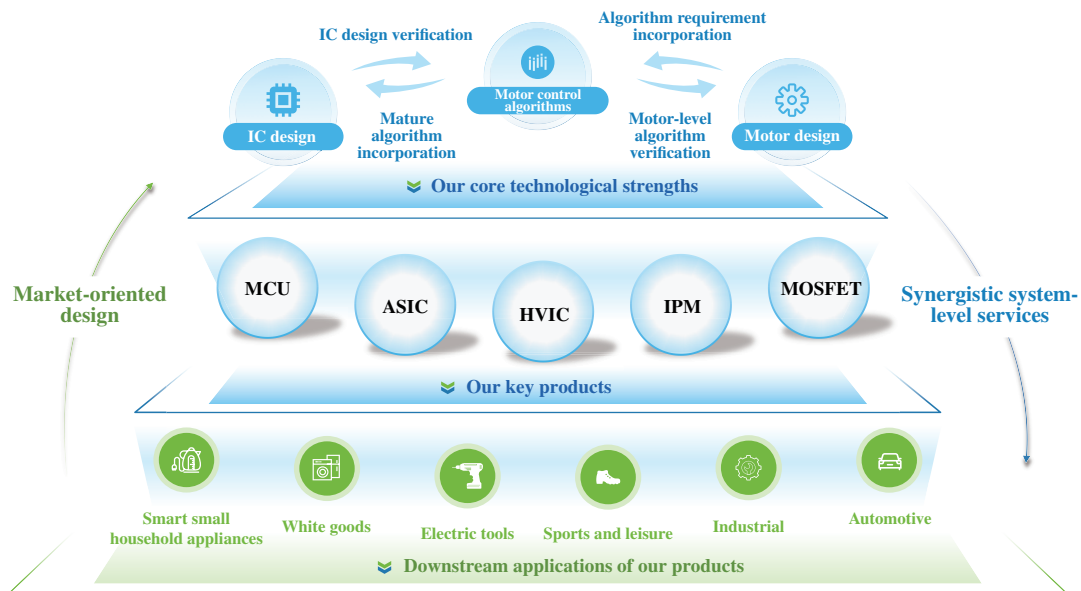 IC design verification
Algorithm requirement
incorporation
Motor control
algorithms
IC design
Mature
algorithm
incorporation
Motor-level
algorithm
verification
Motor design
Our core technological strengths
MCU
ASIC
HVIC
IPM
MOSFET
Market-oriented
design
Synergistic system-
level services
Our key products
Smart small
household appliances
White goods
Electric tools
Sports and leisure
Industrial
Automotive
Downstream applications of our products